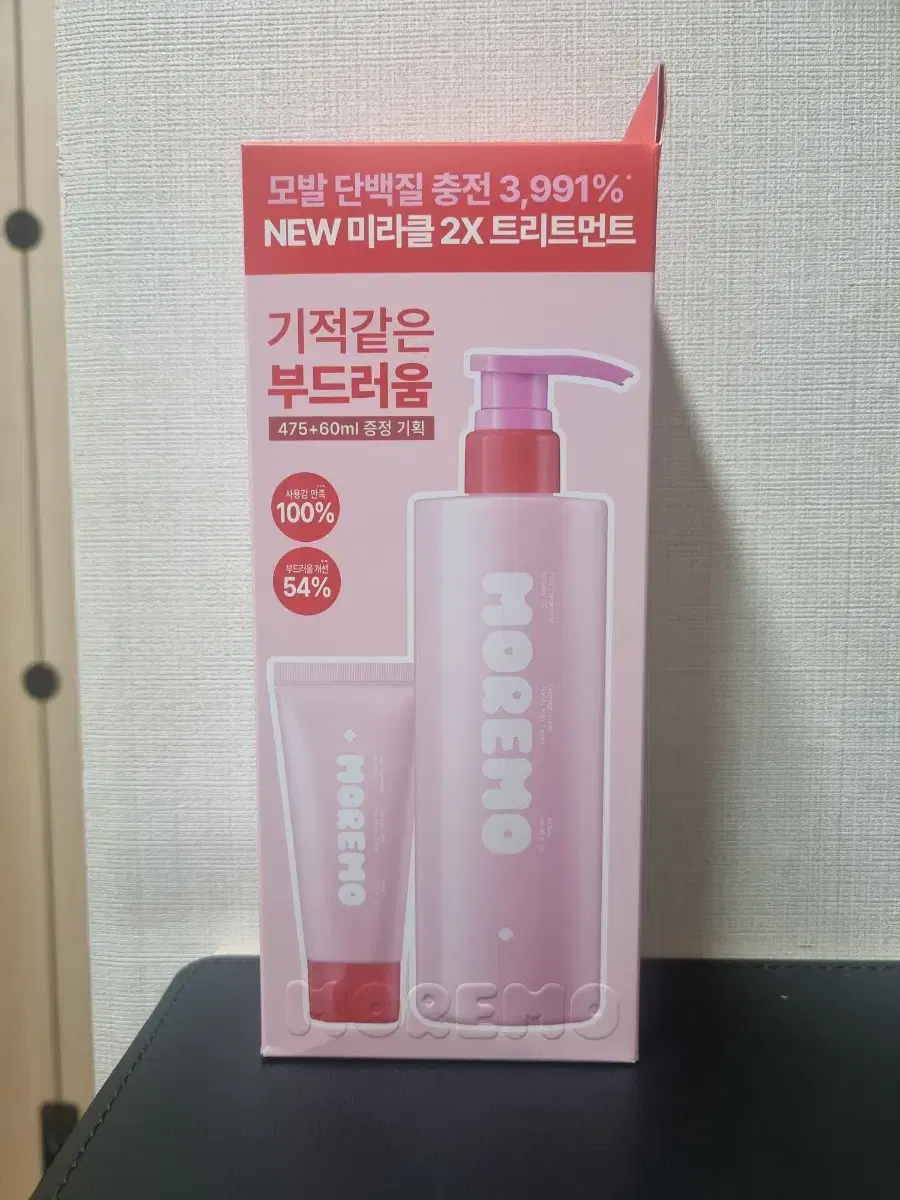 모발 단백질 충전 3,991%*
NEW 미라클 2X 트리트먼트
기적같은
부드러움
475+60ml 증정 기획
사용감 만족***
100%
부드러움 개선**
54%
MOREMO
MOREMO
MOREMO